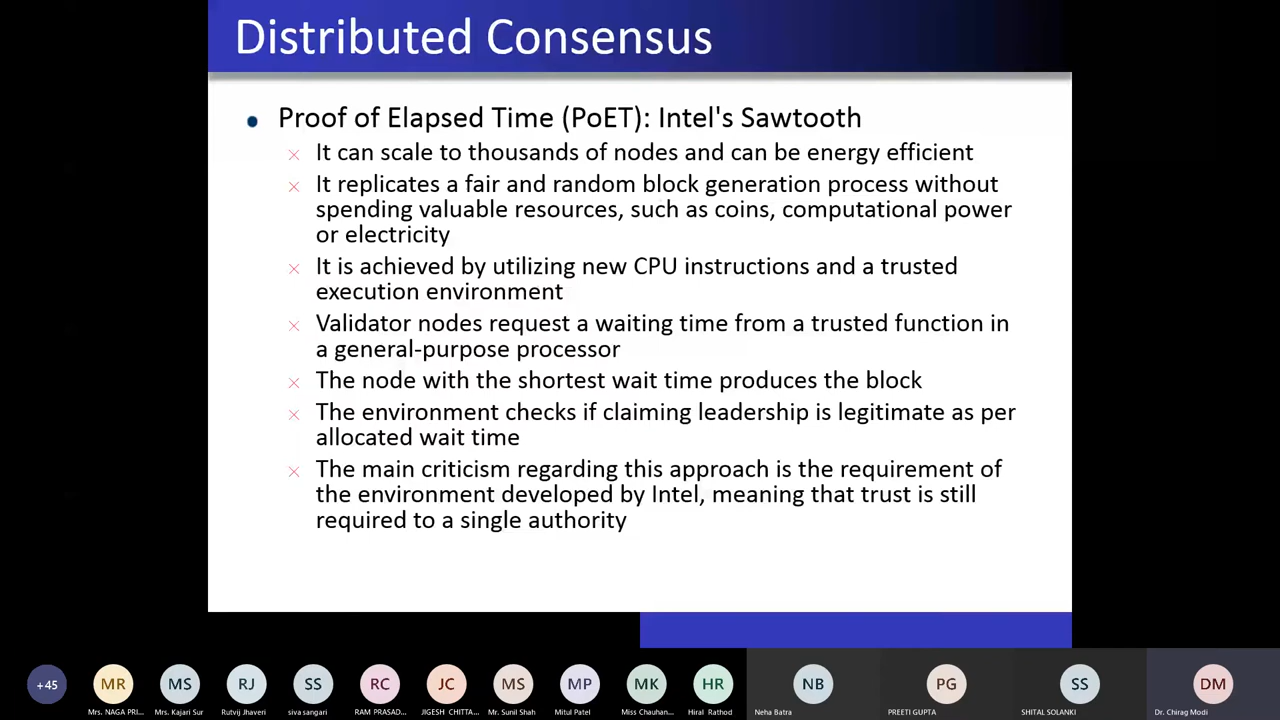 Distributed Consensus
Proof of Elapsed Time (PoET): Intel's Sawtooth
It can scale to thousands of nodes and can be energy efficient
It replicates a fair and random block generation process without
spending valuable resources, such as coins, computational power
or electricity
It is achieved by utilizing new CPU instructions and a trusted
execution environment
Validator nodes request a waiting time from a trusted function in
a general-purpose processor
The node with the shortest wait time produces the block
The environment checks if claiming leadership is legitimate as per
allocated wait time
The main criticism regarding this approach is the requirement of
the environment developed by Intel, meaning that trust is still
required to a single authority
+45 MR MS RJ SS RC JC MS MP MK HR NB PG SS DM
Mrs. NAGA PRI... Mrs. Kajari Sur Rutvij Jhaveri siva sangari RAM PRASAD... JIGESH CHITTA... Mr. Sunil Shah Mitul Patel Miss Chauhan... Hiral Rathod Neha Batra PREETI GUPTA SHITAL SOLANKI Dr. Chirag Modi